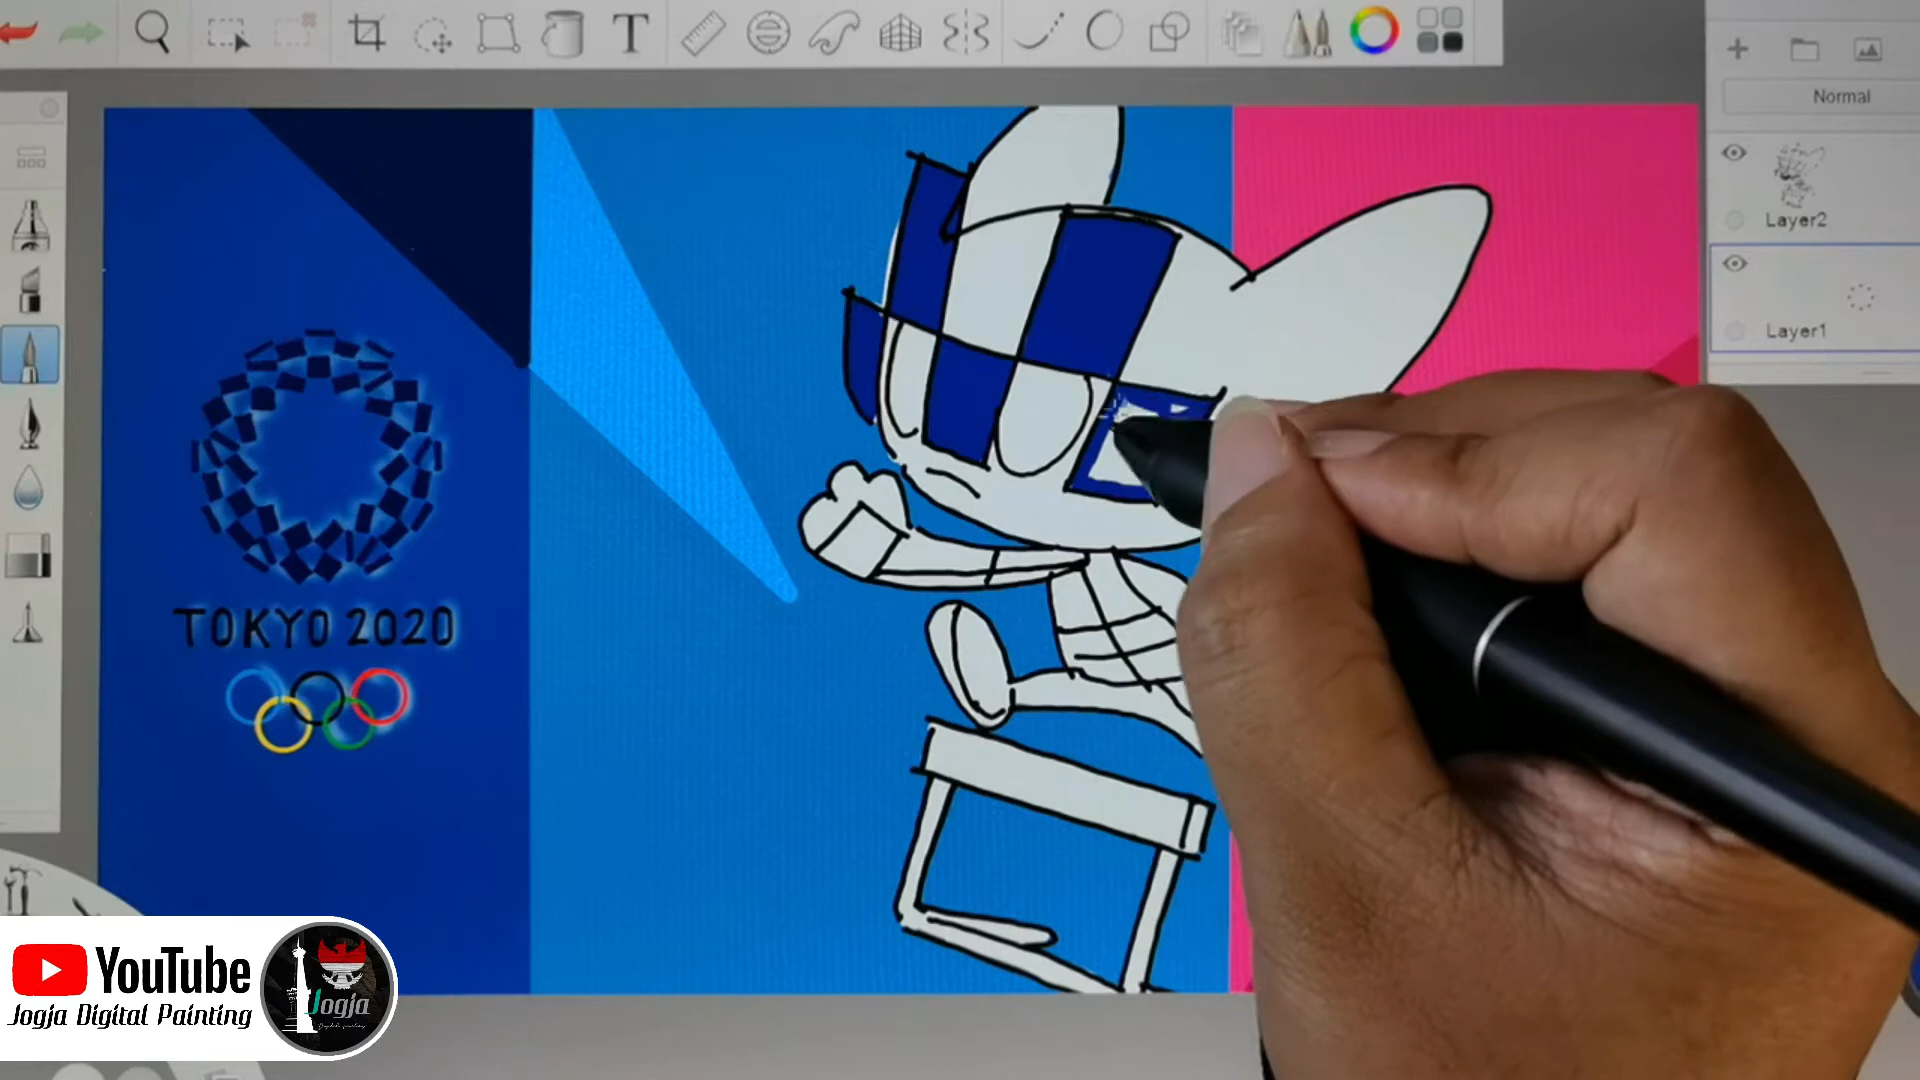 T
Normal
Layer2
Layer1
TOKYO 2020
YouTube
Jogja Digital Painting
Jogja